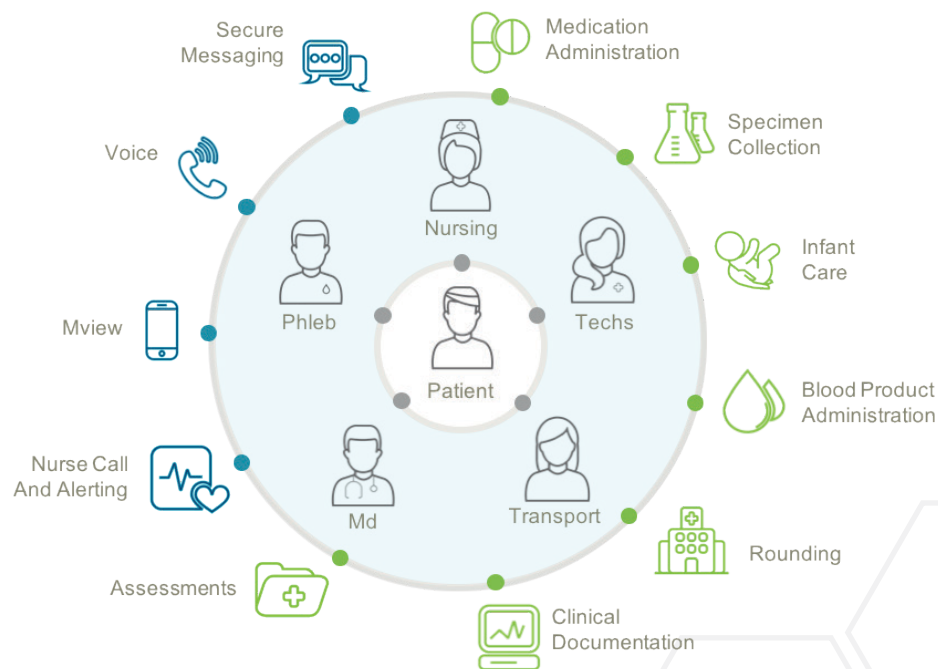 Secure
Messaging
Medication
Administration
Voice
Specimen
Collection
Nursing
Infant
Care
Phleb
Techs
Mview
Patient
Blood Product
Administration
Nurse Call
And Alerting
Md
Transport
Rounding
Assessments
Clinical
Documentation